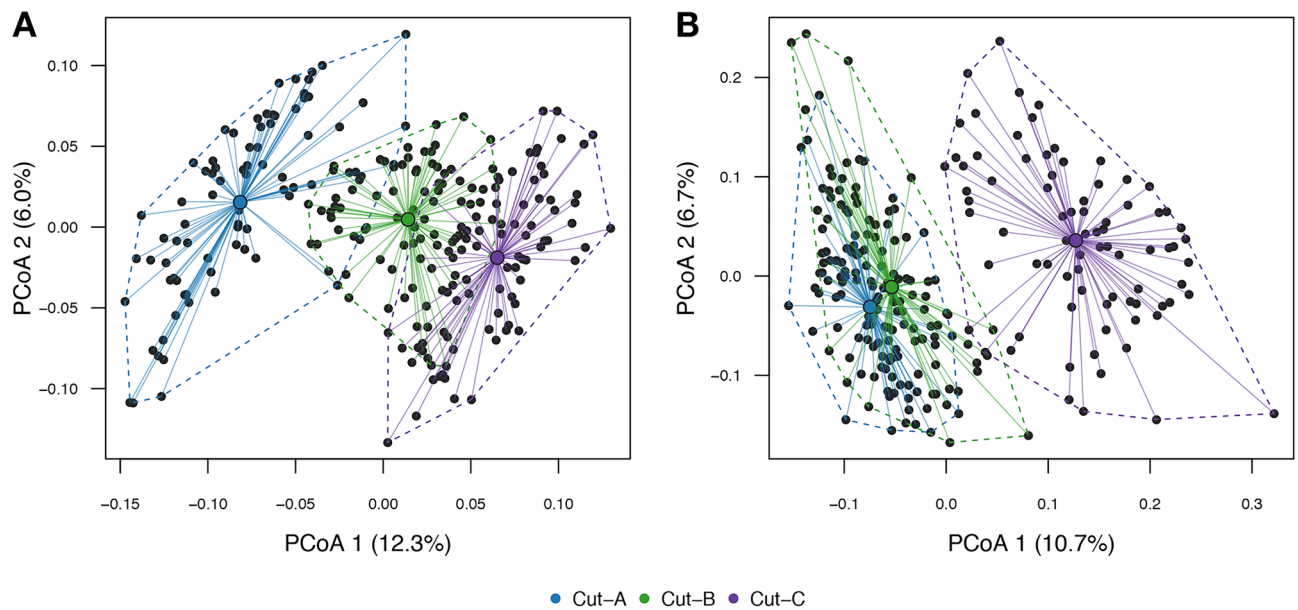 A
B
0.10
0.05
0.00
−0.05
−0.10
PCoA 2 (6.0%)
−0.15 −0.10 −0.05 0.00 0.05 0.10
PCoA 1 (12.3%)
0.2
0.1
0.0
−0.1
PCoA 2 (6.7%)
−0.1 0.0 0.1 0.2 0.3
PCoA 1 (10.7%)
Cut−A Cut−B Cut−C